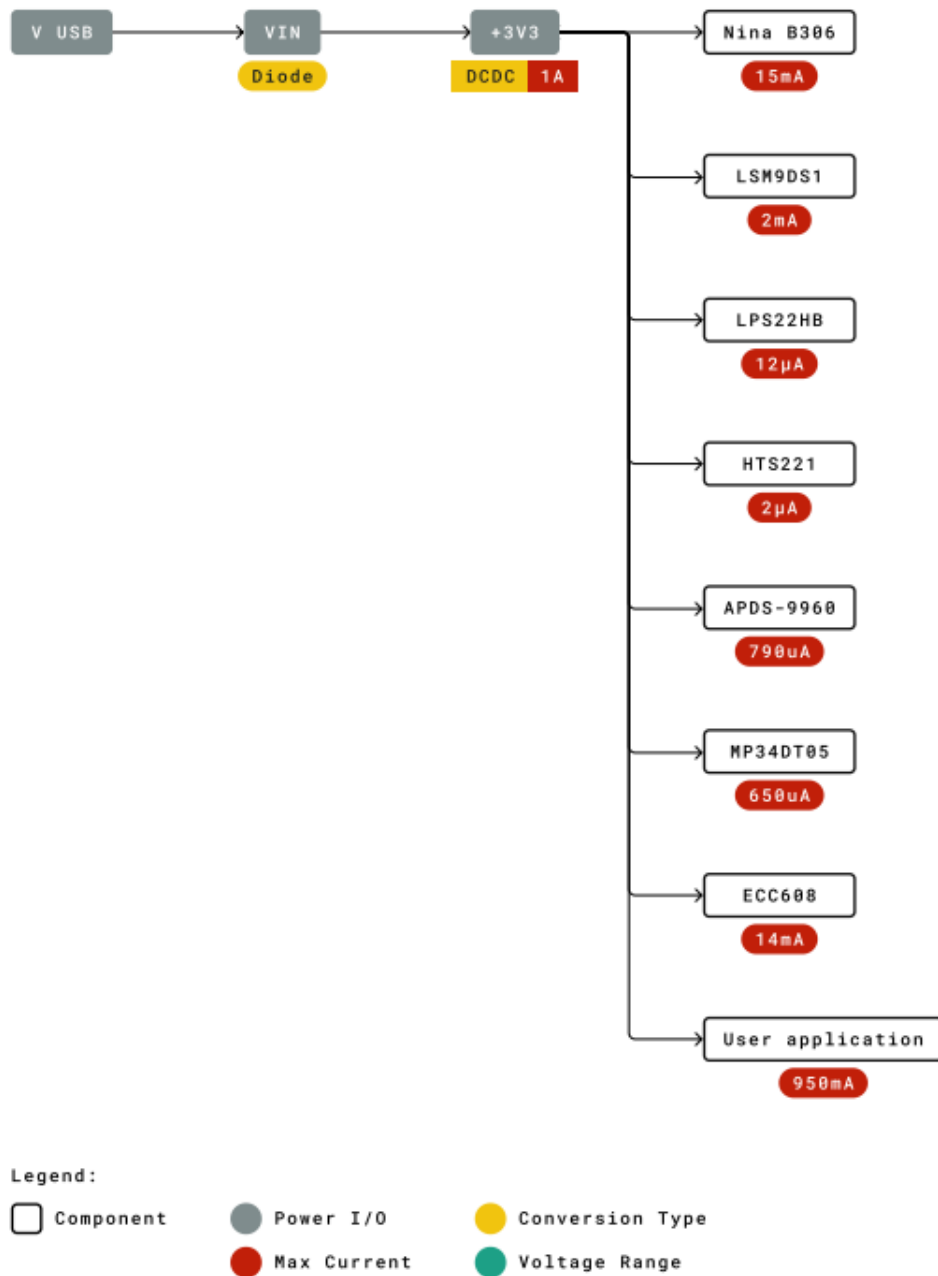 V USB
VIN
+3V3
Nina B306
Diode
DCDC
1A
15mA
LSM9DS1
2mA
LPS22HB
12µA
HTS221
2µA
APDS-9960
790uA
MP34DT05
650uA
ECC608
14mA
User application
950mA
Legend:
Component
Power I/O
Conversion Type
Max Current
Voltage Range